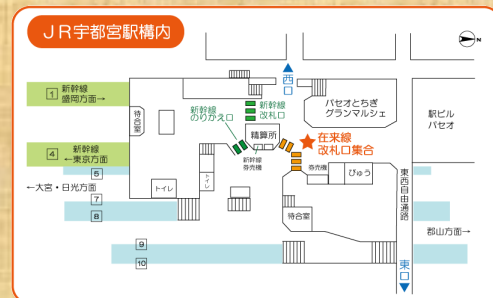 JR宇都宮駅構内
N
1 新幹線
盛岡方面→
4 新幹線
←東京方面
5
←大宮・日光方面
7
8
9
10
待合室
新幹線
のりかえ口
新幹線
改札口
精算所
新幹線
券売機
トイレ
トイレ
▲西口
パセオとちぎ
グランマルシェ
★在来線
改札口集合
券売機
びゅう
待合室
駅ビル
パセオ
東西自由通路
郡山方面→
東口▼